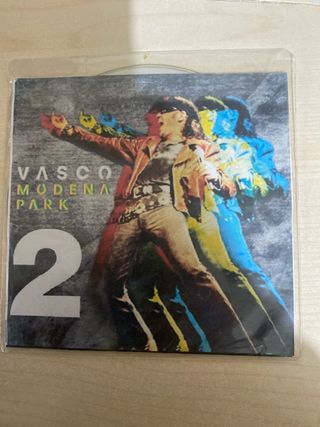 VASCO
MODENA
PARK
2